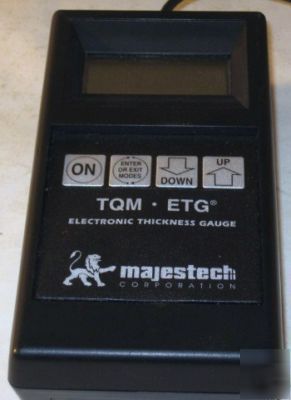 ON
ENTER
OR EXIT
MODES
DOWN
UP
TQM · ETG®
ELECTRONIC THICKNESS GAUGE
majestech
CORPORATION